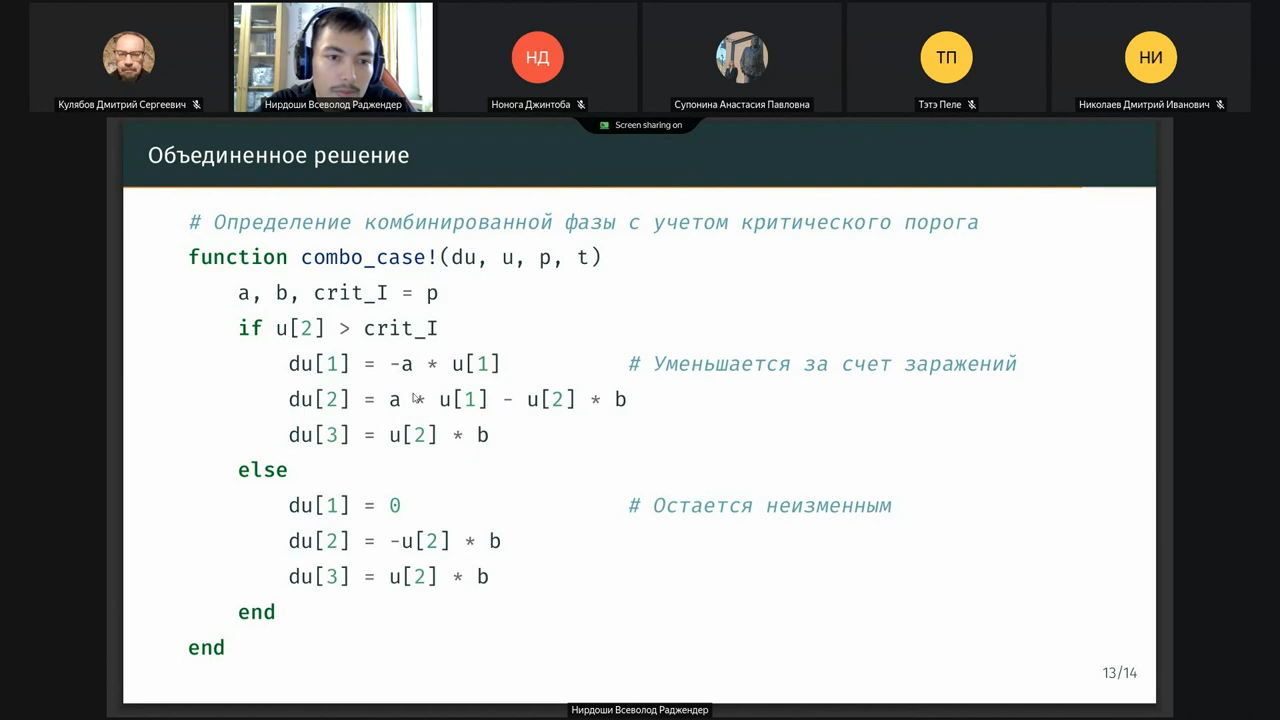 НД
ТП
НИ
Кулябов Дмитрий Сергеевич
Нирдоши Всеволод Раджендер
Нонога Джинтоба
Супонина Анастасия Павловна
Тэтэ Пеле
Николаев Дмитрий Иванович
Screen sharing on
Объединенное решение
# Определение комбинированной фазы с учетом критического порога
function combo_case!(du, u, p, t)
a, b, crit_I = p
if u[2] > crit_I
du[1] = -a * u[1] # Уменьшается за счет заражений
du[2] = a * u[1] - u[2] * b
du[3] = u[2] * b
else
du[1] = 0 # Остается неизменным
du[2] = -u[2] * b
du[3] = u[2] * b
end
end
13/14
Нирдоши Всеволод Раджендер